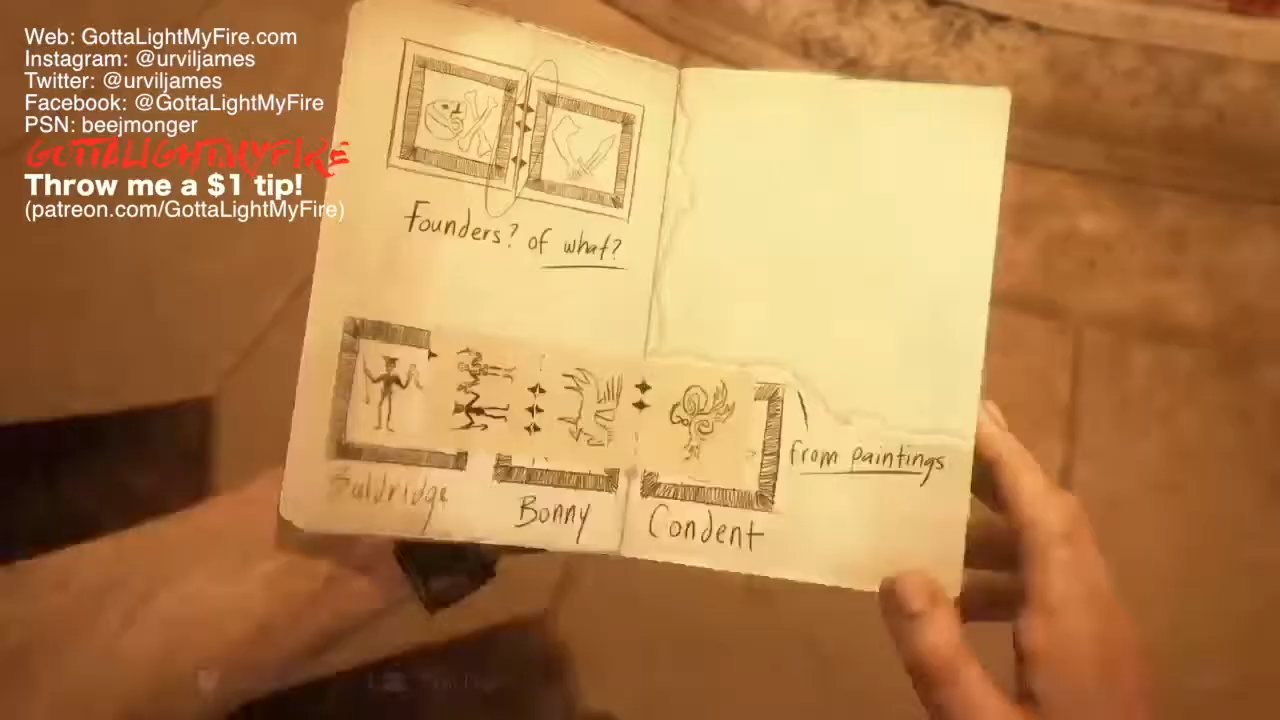 Web: GottaLightMyFire.com
Instagram: @urviljames
Twitter: @urviljames
Facebook: @GottaLightMyFire
PSN: beejmonger
GOTTALIGHTMYFIRE
Throw me a $1 tip!
(patreon.com/GottaLightMyFire)
Founders? of what?
from paintings
Baldridge
Bonny
Condent